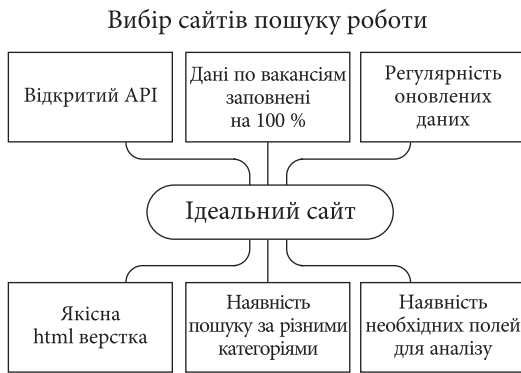 Вибір сайтів пошуку роботи
Відкритий API
Дані по вакансіям
заповнені
на 100 %
Регулярність
оновлених
даних
Ідеальний сайт
Якісна
html верстка
Наявність
пошуку за різними
категоріями
Наявність
необхідних полей
для аналізу